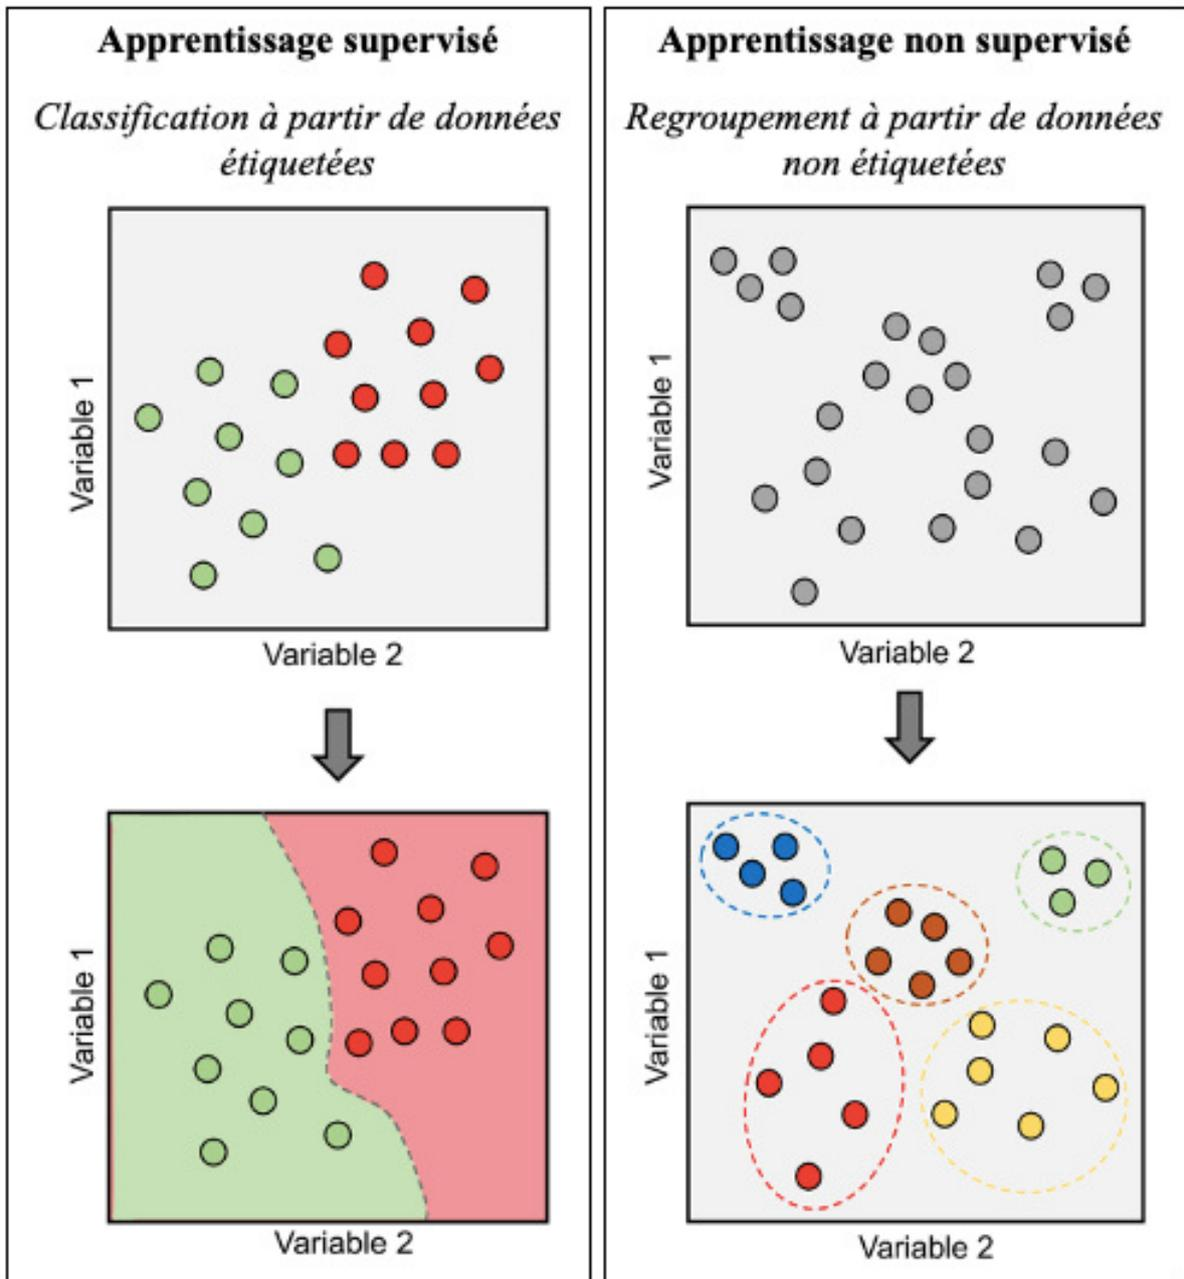 Apprentissage supervisé
Classification à partir de données
étiquetées
Variable 1
Variable 2
Variable 1
Variable 2
Apprentissage non supervisé
Regroupement à partir de données
non étiquetées
Variable 1
Variable 2
Variable 1
Variable 2